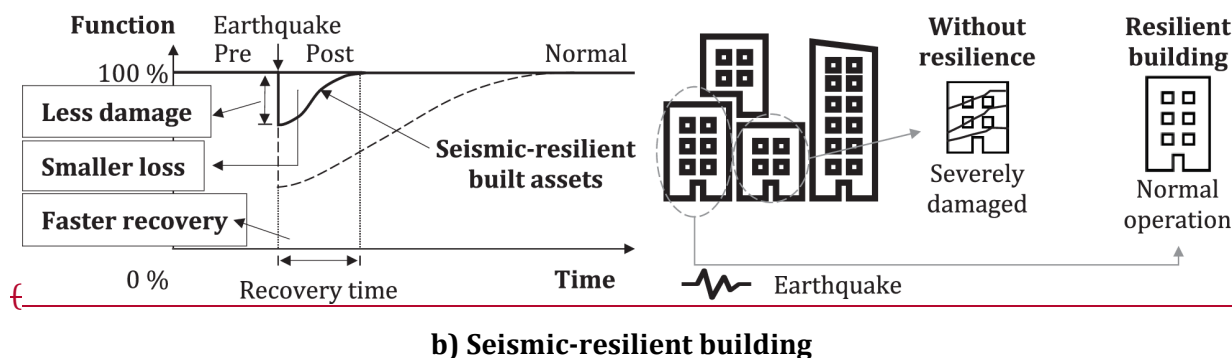 Function
Earthquake
Pre
Post
Normal
100 %
Less damage
Smaller loss
Faster recovery
Seismic-resilient
built assets
0 %
Recovery time
Time
Without
resilience
Resilient
building
Severely
damaged
Normal
operation
Earthquake
b) Seismic-resilient building